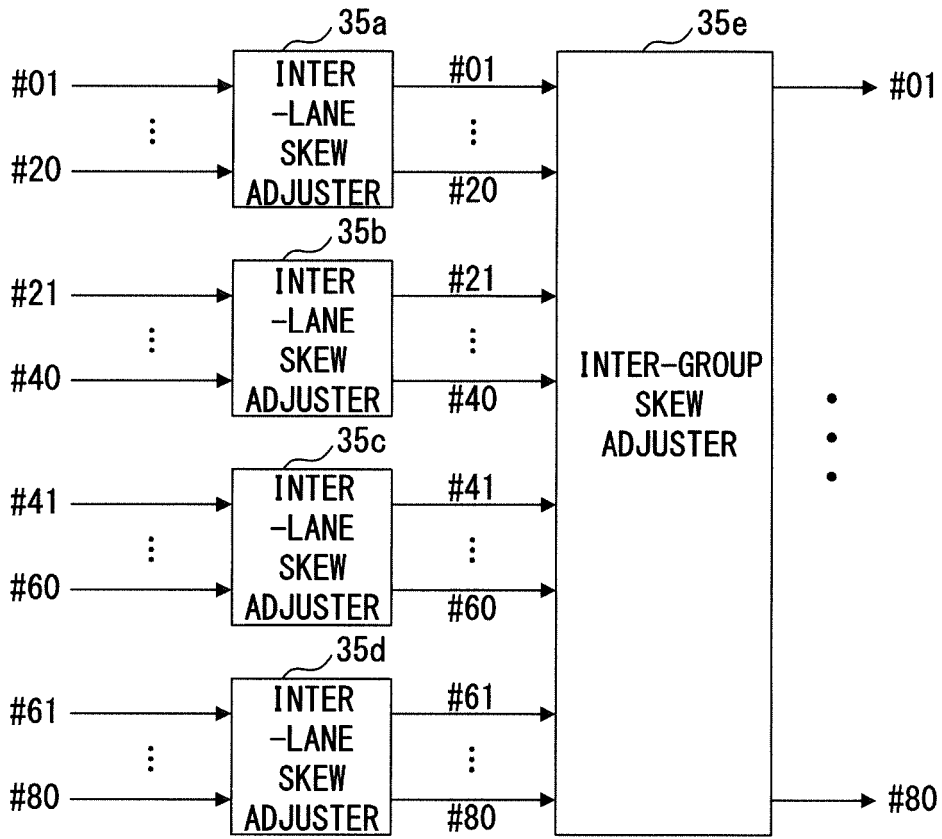 35a
35e
#01
INTER
-LANE
SKEW
ADJUSTER
#01
#01
#20
#20
35b
#21
INTER
-LANE
SKEW
ADJUSTER
#21
#40
#40
INTER-GROUP
SKEW
ADJUSTER
35c
#41
INTER
-LANE
SKEW
ADJUSTER
#41
#60
#60
35d
#61
INTER
-LANE
SKEW
ADJUSTER
#61
#80
#80
#80